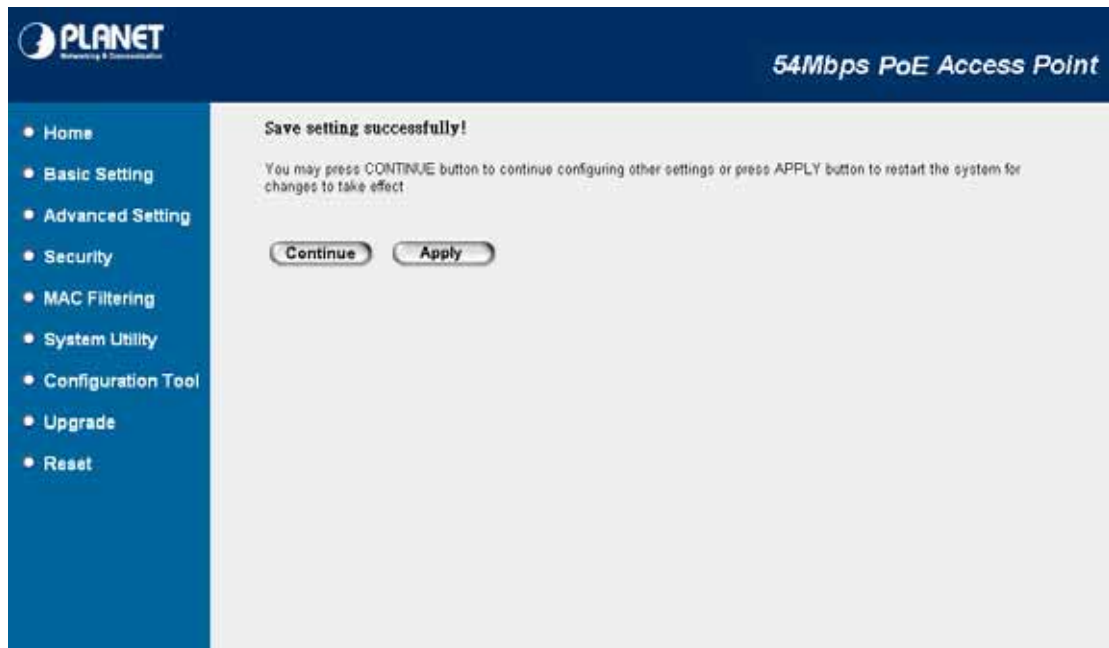 PLANET
Networking & Communication
54Mbps PoE Access Point
Home
Basic Setting
Advanced Setting
Security
MAC Filtering
System Utility
Configuration Tool
Upgrade
Reset
Save setting successfully!
You may press CONTINUE button to continue configuring other settings or press APPLY button to restart the system for
changes to take effect
Continue Apply